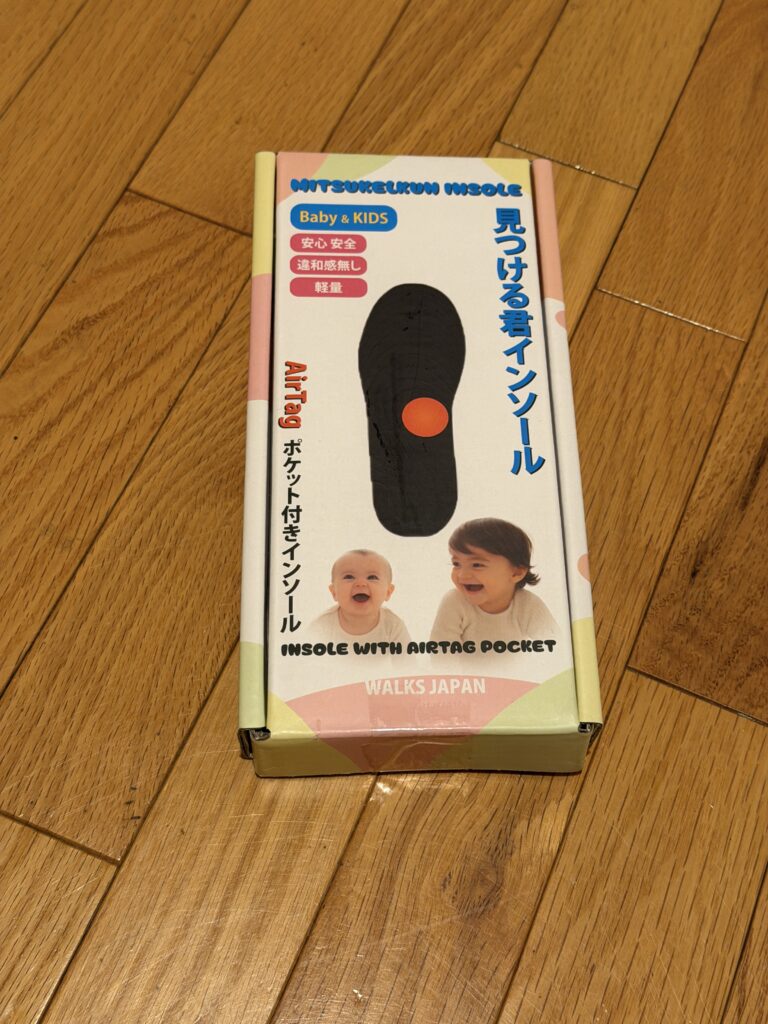 MITSUKELKUN INSOLE
Baby & KIDS
安心 安全
違和感無し
軽量
見つける君インソール
AirTag ポケット付きインソール
INSOLE WITH AIRTAG POCKET
WALKS JAPAN